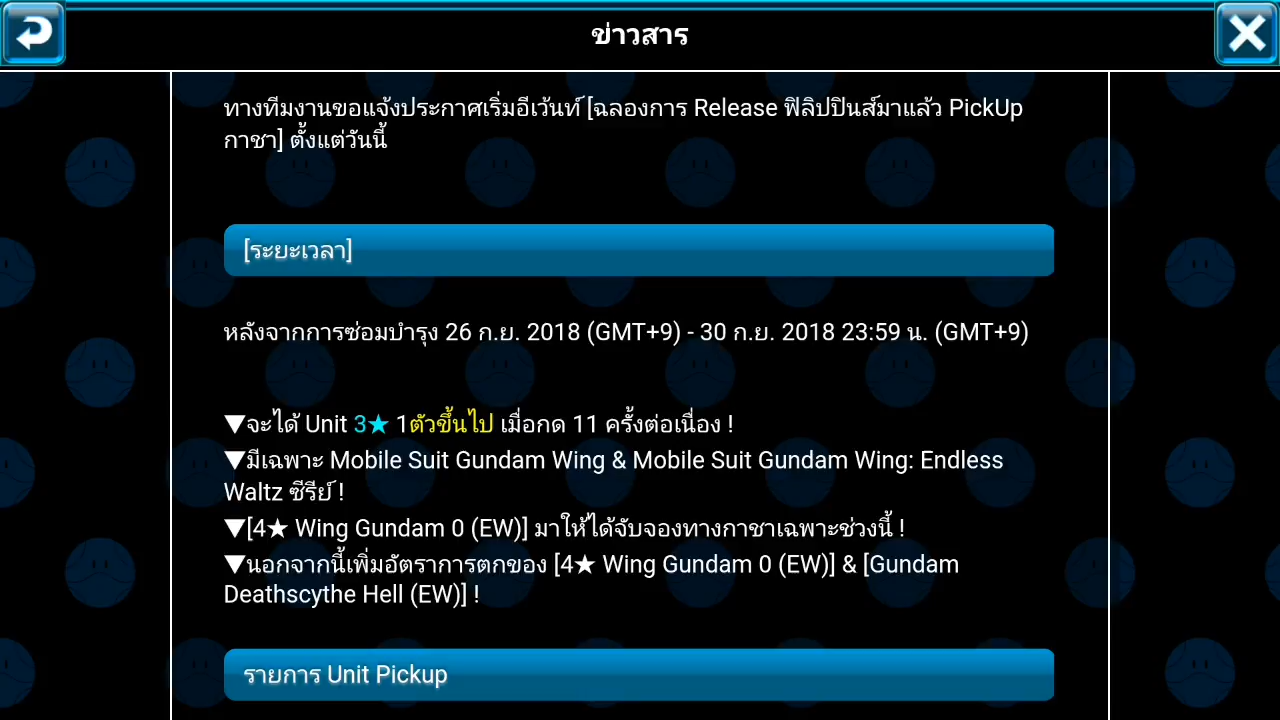 ข่าวสาร
ทางทีมงานขอแจ้งประกาศเริ่มอีเว้นท์ [ฉลองการ Release ฟิลิปปินส์มาแล้ว PickUp
กาชา] ตั้งแต่วันนี้
[ระยะเวลา]
หลังจากการซ่อมบำรุง 26 ก.ย. 2018 (GMT+9) - 30 ก.ย. 2018 23:59 น. (GMT+9)
▼จะได้ Unit 3★ 1ตัวขึ้นไป เมื่อกด 11 ครั้งต่อเนื่อง !
▼มีเฉพาะ Mobile Suit Gundam Wing & Mobile Suit Gundam Wing: Endless
Waltz ซีรีย์ !
▼[4★ Wing Gundam 0 (EW)] มาให้ได้จับจองทางกาชาเฉพาะช่วงนี้ !
▼นอกจากนี้เพิ่มอัตราการตกของ [4★ Wing Gundam 0 (EW)] & [Gundam
Deathscythe Hell (EW)] !
รายการ Unit Pickup